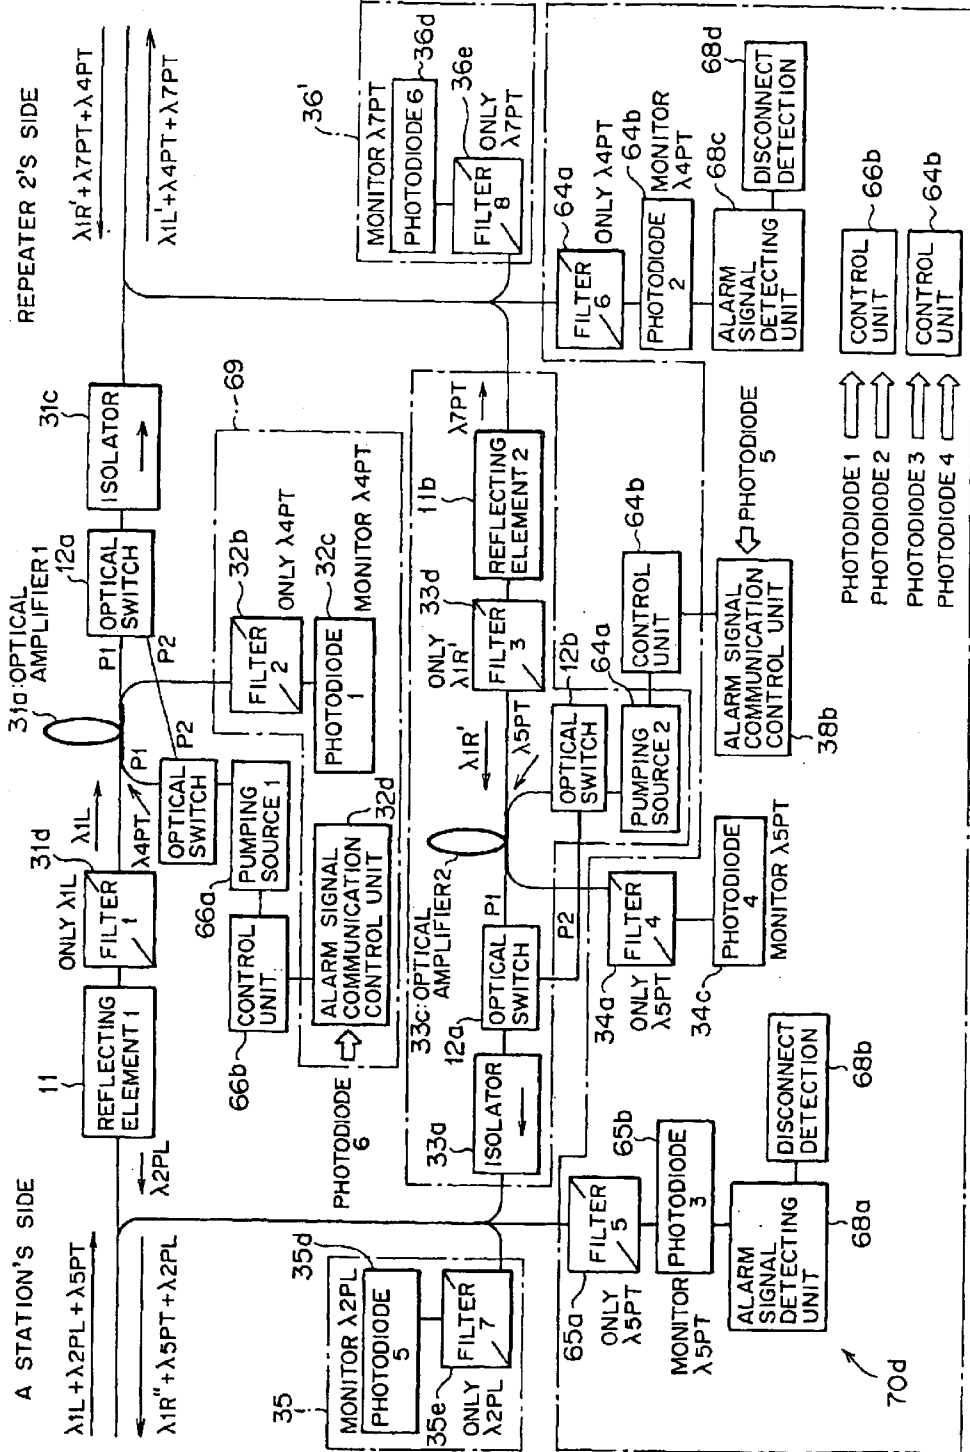 A STATION'S SIDE
REPEATER 2'S SIDE
λ1L+λ2PL+λ5PT
λ1R"+λ5PT+λ2PL
λ2PL
11
REFLECTING
ELEMENT 1
ONLY λ1L
31d
FILTER
1
λ1L
λ4PT
31a:OPTICAL
AMPLIFIER1
P1
P1
P2
P2
12a
OPTICAL
SWITCH
OPTICAL
SWITCH
31c
ISOLATOR
λ1R'+λ7PT+λ4PT
λ1L'+λ4PT+λ7PT
66a
PUMPING
SOURCE 1
66b
CONTROL
UNIT
32d
ALARM SIGNAL
COMMUNICATION
CONTROL UNIT
PHOTODIODE
6
32b
FILTER
2
ONLY λ4PT
32c
PHOTODIODE
1
MONITOR λ4PT
69
36'
MONITOR λ7PT
PHOTODIODE 6
36d
36e
FILTER
8
ONLY
λ7PT
35
MONITOR λ2PL
35d
PHOTODIODE
5
35e
FILTER
7
ONLY
λ2PL
33a
ISOLATOR
12a
OPTICAL
SWITCH
33c:OPTICAL
AMPLIFIER2
P1
P2
λ1R'
λ5PT
12b
OPTICAL
SWITCH
64a
PUMPING
SOURCE 2
64b
CONTROL
UNIT
ONLY
λ1R'
33d
FILTER
3
11b
REFLECTING
ELEMENT 2
λ7PT
65a
FILTER
5
ONLY
λ5PT
65b
PHOTODIODE
3
MONITOR
λ5PT
ALARM
SIGNAL
DETECTING
UNIT
68a
DISCONNECT
DETECTION
68b
34a
FILTER
4
ONLY
λ5PT
34c
PHOTODIODE
4
MONITOR λ5PT
ALARM SIGNAL
COMMUNICATION
CONTROL UNIT
38b
PHOTODIODE
5
64a
FILTER
6
ONLY λ4PT
64b
PHOTODIODE
2
MONITOR
λ4PT
68c
ALARM
SIGNAL
DETECTING
UNIT
68d
DISCONNECT
DETECTION
PHOTODIODE 1
PHOTODIODE 2
CONTROL
UNIT
66b
PHOTODIODE 3
PHOTODIODE 4
CONTROL
UNIT
64b
70d